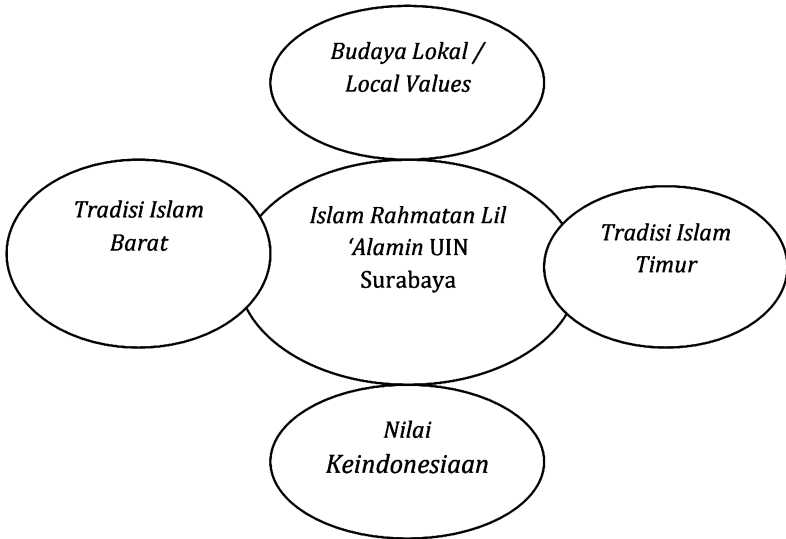 Budaya Lokal /
Local Values
Tradisi Islam
Barat
Islam Rahmatan Lil
‘Alamin UIN
Surabaya
Tradisi Islam
Timur
Nilai
Keindonesiaan